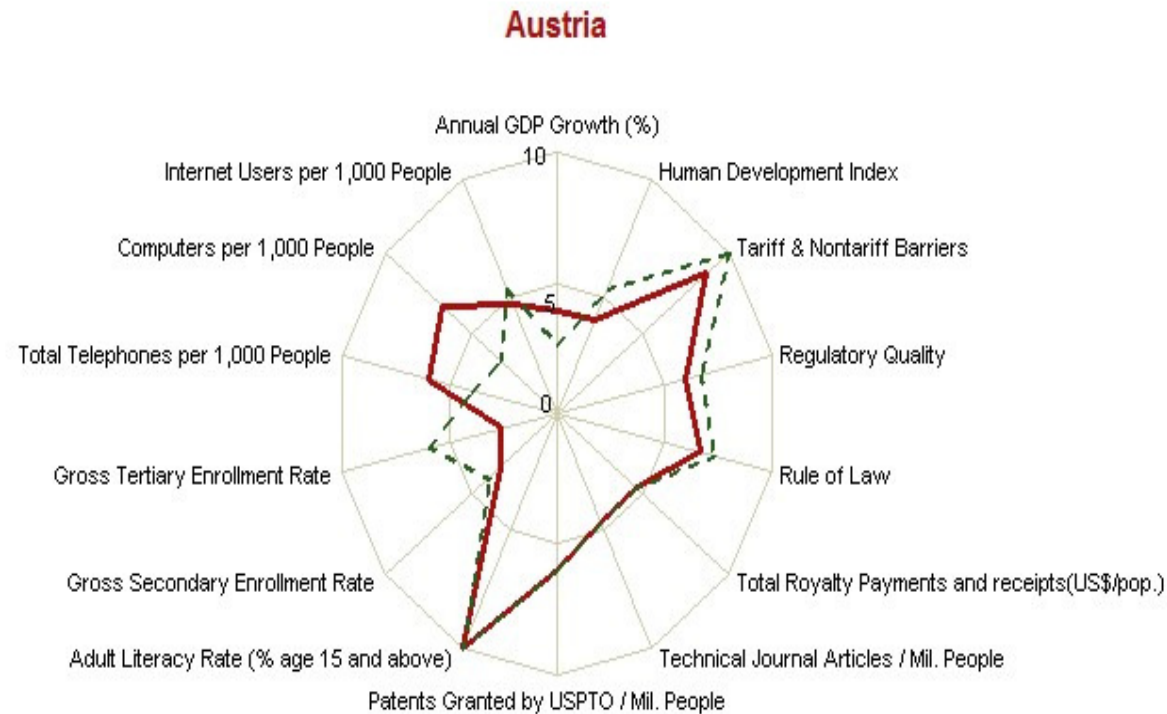 Austria
Annual GDP Growth (%)
10
Internet Users per 1,000 People
Human Development Index
Computers per 1,000 People
Tariff & Nontariff Barriers
5
Total Telephones per 1,000 People
Regulatory Quality
0
Gross Tertiary Enrollment Rate
Rule of Law
Gross Secondary Enrollment Rate
Total Royalty Payments and receipts(US$/pop.)
Adult Literacy Rate (% age 15 and above)
Technical Journal Articles / Mil. People
Patents Granted by USPTO / Mil. People